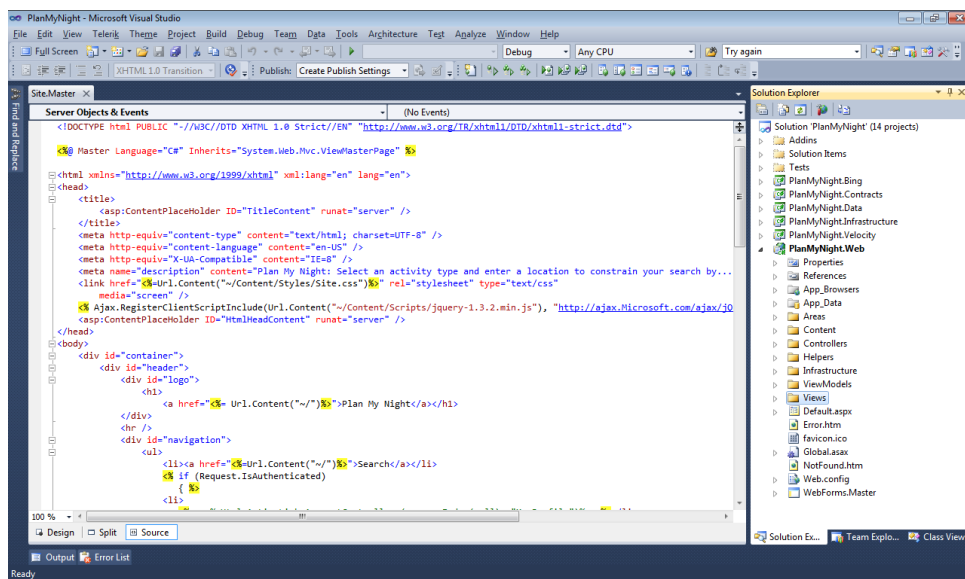 PlanMyNight - Microsoft Visual Studio
File Edit View Telerik Theme Project Build Debug Team Data Tools Architecture Test Analyze Window Help
Full Screen Debug Any CPU Try again
XHTML 1.0 Transition Publish: Create Publish Settings
Find and Replace
Site.Master
Server Objects & Events (No Events)
<!DOCTYPE html PUBLIC "-//W3C//DTD XHTML 1.0 Strict//EN" "http://www.w3.org/TR/xhtml1/DTD/xhtml1-strict.dtd">
<%@ Master Language="C#" Inherits="System.Web.Mvc.ViewMasterPage" %>
<html xmlns="http://www.w3.org/1999/xhtml" xml:lang="en" lang="en">
<head>
<title>
<asp:ContentPlaceHolder ID="TitleContent" runat="server" />
</title>
<meta http-equiv="content-type" content="text/html; charset=UTF-8" />
<meta http-equiv="content-language" content="en-US" />
<meta http-equiv="X-UA-Compatible" content="IE=8" />
<meta name="description" content="Plan My Night: Select an activity type and enter a location to constrain your search by...
<link href="<%=Url.Content("~/Content/Styles/Site.css")%>" rel="stylesheet" type="text/css"
media="screen" />
<% Ajax.RegisterClientScriptInclude(Url.Content("~/Content/Scripts/jquery-1.3.2.min.js"), "http://ajax.Microsoft.com/ajax/jQ
<asp:ContentPlaceHolder ID="HtmlHeadContent" runat="server" />
</head>
<body>
<div id="container">
<div id="header">
<div id="logo">
<h1>
<a href="<%= Url.Content("~/")%>">Plan My Night</a></h1>
</div>
<hr />
<div id="navigation">
<ul>
<li><a href="<%=Url.Content("~/")%>">Search</a></li>
<% if (Request.IsAuthenticated)
{ %>
<li>
100 %
Design Split Source
Output Error List
Ready
Solution Explorer
Solution 'PlanMyNight' (14 projects)
Addins
Solution Items
Tests
PlanMyNight.Bing
PlanMyNight.Contracts
PlanMyNight.Data
PlanMyNight.Infrastructure
PlanMyNight.Velocity
PlanMyNight.Web
Properties
References
App_Browsers
App_Data
Areas
Content
Controllers
Helpers
Infrastructure
ViewModels
Views
Default.aspx
Error.htm
favicon.ico
Global.asax
NotFound.htm
Web.config
WebForms.Master
Solution Ex... Team Explo... Class View